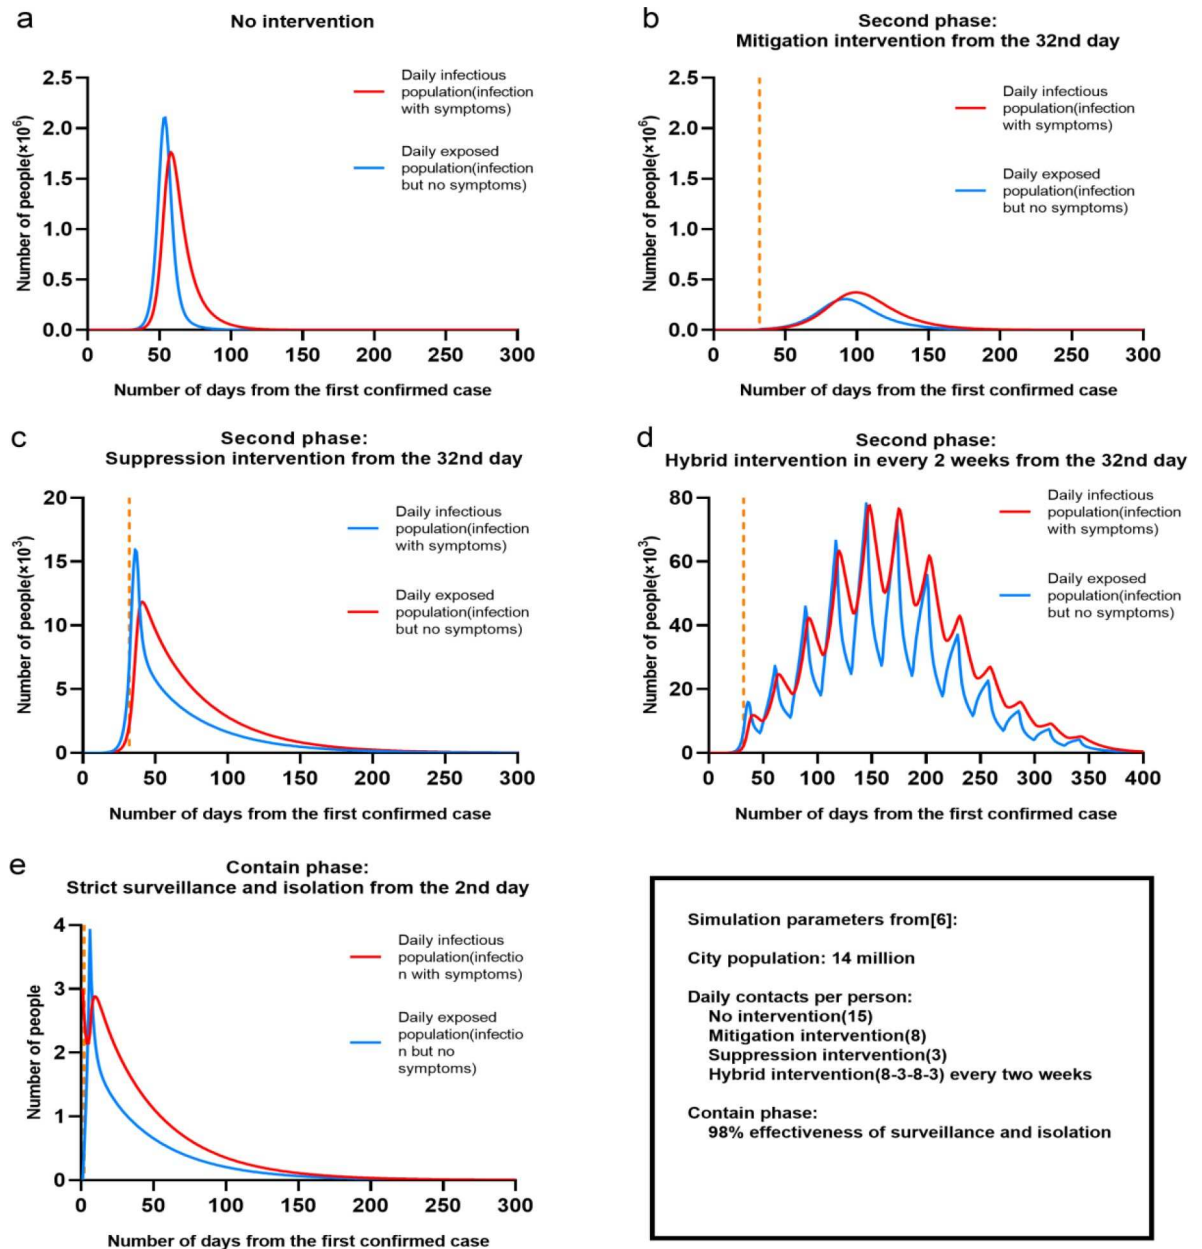 a
No intervention
2.5
2.0
1.5
1.0
0.5
0.0
Number of people(×10⁶)
0 50 100 150 200 250 300
Number of days from the first confirmed case
Daily infectious
population(infection
with symptoms)
Daily exposed
population(infection
but no symptoms)
b
Second phase:
Mitigation intervention from the 32nd day
2.5
2.0
1.5
1.0
0.5
0.0
Number of people(×10⁶)
0 50 100 150 200 250 300
Number of days from the first confirmed case
Daily infectious
population(infection
with symptoms)
Daily exposed
population(infection
but no symptoms)
c
Second phase:
Suppression intervention from the 32nd day
20
15
10
5
0
Number of people(×10³)
0 50 100 150 200 250 300
Number of days from the first confirmed case
Daily infectious
population(infection
with symptoms)
Daily exposed
population(infection
but no symptoms)
d
Second phase:
Hybrid intervention in every 2 weeks from the 32nd day
80
60
40
20
0
Number of people(×10³)
0 50 100 150 200 250 300 350 400
Number of days from the first confirmed case
Daily infectious
population(infection
with symptoms)
Daily exposed
population(infection
but no symptoms)
e
Contain phase:
Strict surveillance and isolation from the 2nd day
4
3
2
1
0
Number of people
0 50 100 150 200 250 300
Number of days from the first confirmed case
Daily infectious
population(infectio
n with symptoms)
Daily exposed
population(infectio
n but no
symptoms)
Simulation parameters from[6]:
City population: 14 million
Daily contacts per person:
No intervention(15)
Mitigation intervention(8)
Suppression intervention(3)
Hybrid intervention(8-3-8-3) every two weeks
Contain phase:
98% effectiveness of surveillance and isolation